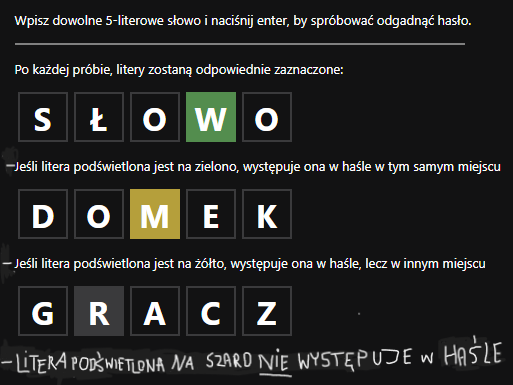 Wpisz dowolne 5-literowe słowo i naciśnij enter, by spróbować odgadnąć hasło.
Po każdej próbie, litery zostaną odpowiednie zaznaczone:
S Ł O W O
-Jeśli litera podświetlona jest na zielono, występuje ona w haśle w tym samym miejscu
D O M E K
-Jeśli litera podświetlona jest na żółto, występuje ona w haśle, lecz w innym miejscu
G R A C Z
-LITERA PODŚWIETLONA NA SZARO NIE WYSTĘPUJE W HAŚLE